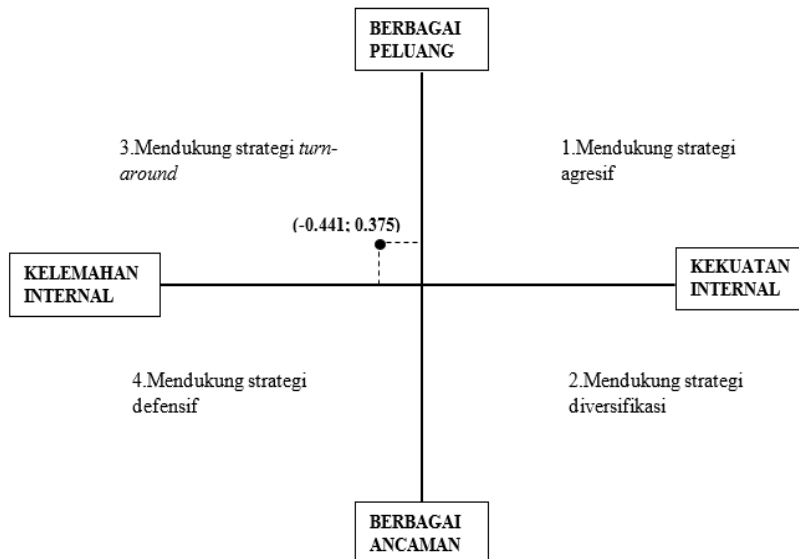 BERBAGAI
PELUANG
3.Mendukung strategi turn-
around
1.Mendukung strategi
agresif
(-0.441; 0.375)
KELEMAHAN
INTERNAL
KEKUATAN
INTERNAL
4.Mendukung strategi
defensif
2.Mendukung strategi
diversifikasi
BERBAGAI
ANCAMAN